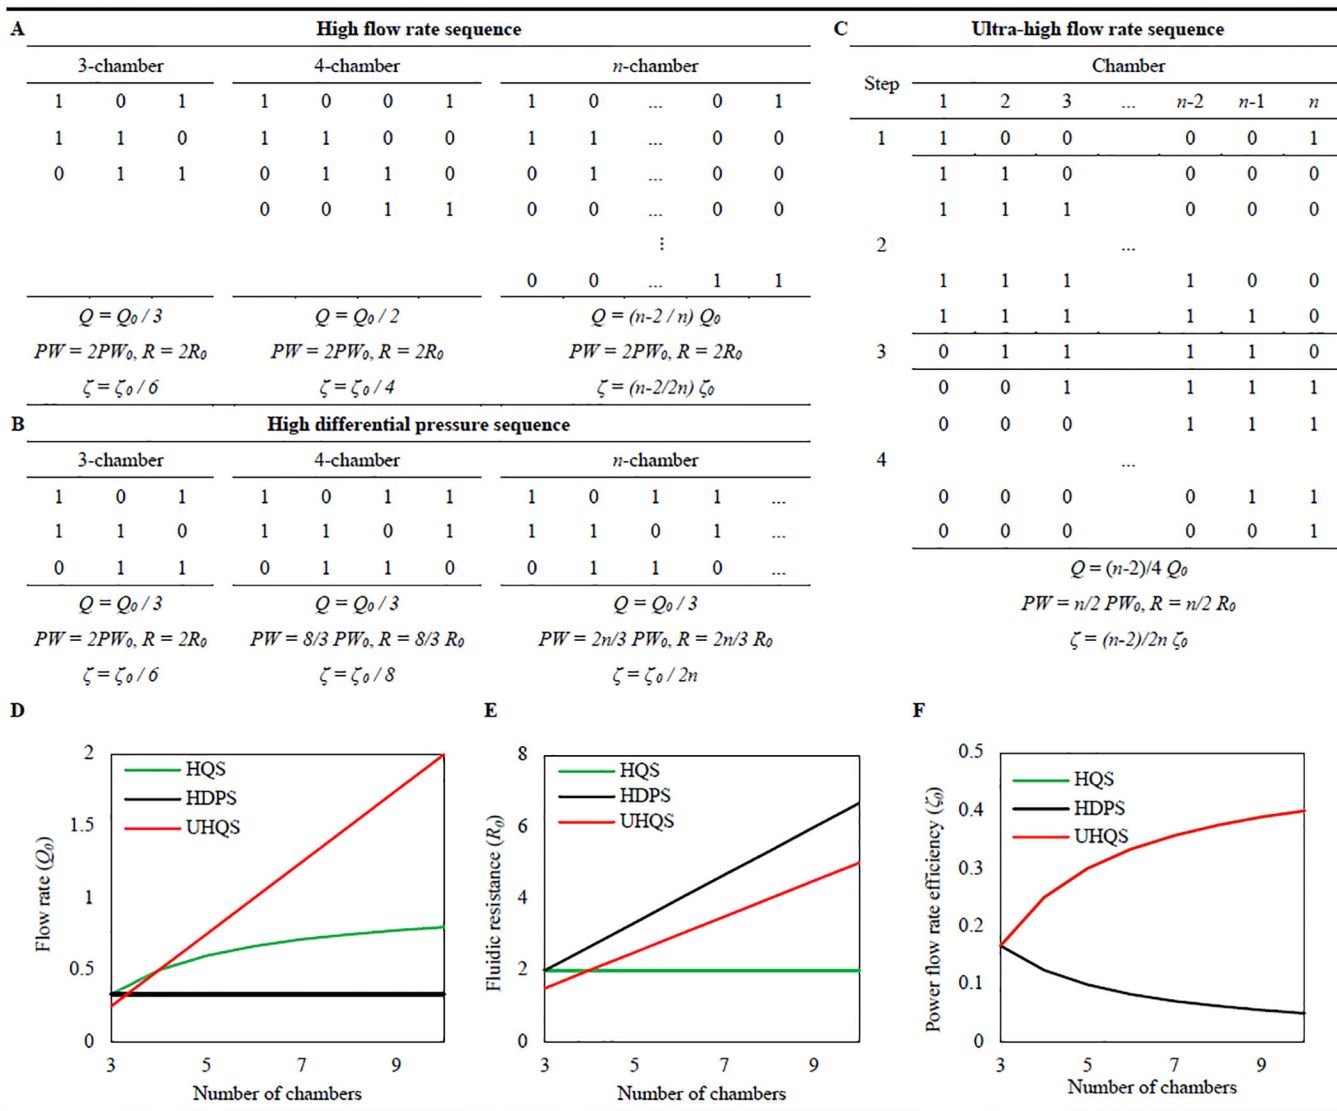 A High flow rate sequence
3-chamber 4-chamber n-chamber
1 0 1 1 0 0 1 1 0 ... 0 1
1 1 0 1 1 0 0 1 1 ... 0 0
0 1 1 0 1 1 0 0 1 ... 0 0
0 0 1 1 0 0 ... 0 0
⋮
0 0 ... 1 1
Q = Q₀ / 3 Q = Q₀ / 2 Q = (n-2 / n) Q₀
PW = 2PW₀, R = 2R₀ PW = 2PW₀, R = 2R₀ PW = 2PW₀, R = 2R₀
ζ = ζ₀ / 6 ζ = ζ₀ / 4 ζ = (n-2/2n) ζ₀
B High differential pressure sequence
3-chamber 4-chamber n-chamber
1 0 1 1 0 1 1 1 0 1 1 ...
1 1 0 1 1 0 1 1 1 0 1 ...
0 1 1 0 1 1 0 0 1 1 0 ...
Q = Q₀ / 3 Q = Q₀ / 3 Q = Q₀ / 3
PW = 2PW₀, R = 2R₀ PW = 8/3 PW₀, R = 8/3 R₀ PW = 2n/3 PW₀, R = 2n/3 R₀
ζ = ζ₀ / 6 ζ = ζ₀ / 8 ζ = ζ₀ / 2n
C Ultra-high flow rate sequence
Step Chamber
1 2 3 ... n-2 n-1 n
1 1 0 0 0 0 1
1 1 0 0 0 0
1 1 1 0 0 0
2 ...
1 1 1 1 0 0
1 1 1 1 1 0
3 0 1 1 1 1 0
0 0 1 1 1 1
0 0 0 1 1 1
4 ...
0 0 0 0 1 1
0 0 0 0 0 1
Q = (n-2)/4 Q₀
PW = n/2 PW₀, R = n/2 R₀
ζ = (n-2)/2n ζ₀
D
Flow rate (Q₀)
2
1.5
1
0.5
0
HQS
HDPS
UHQS
3 5 7 9
Number of chambers
E
Fluidic resistance (R₀)
8
6
4
2
0
HQS
HDPS
UHQS
3 5 7 9
Number of chambers
F
Power flow rate efficiency (ζ₀)
0.5
0.4
0.3
0.2
0.1
0
HQS
HDPS
UHQS
3 5 7 9
Number of chambers